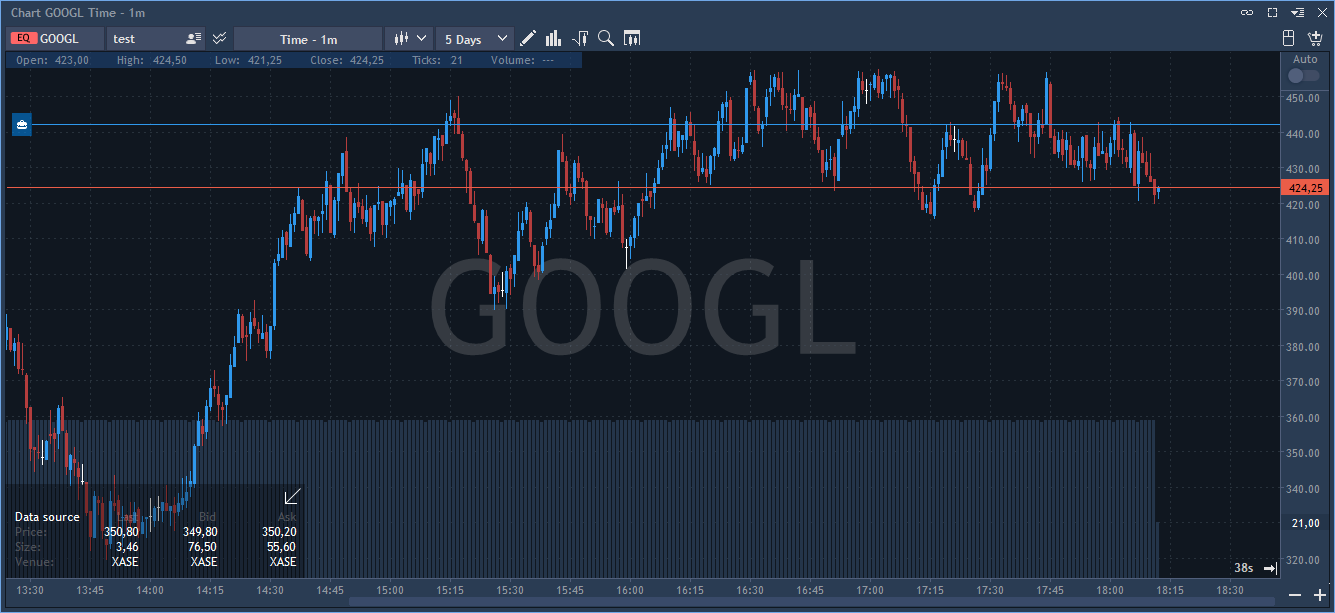 Chart GOOGL Time - 1m
EQ GOOGL test Time - 1m 5 Days
Open: 423,00 High: 424,50 Low: 421,25 Close: 424,25 Ticks: 21 Volume: ---
Auto
450.00
440.00
430.00
424,25
420.00
410.00
400.00
390.00
380.00
370.00
360.00
350.00
340.00
21,00
320.00
GOOGL
Data source Last Bid Ask
Price: 350,80 349,80 350,20
Size: 3,46 76,50 55,60
Venue: XASE XASE XASE
38s
13:30 13:45 14:00 14:15 14:30 14:45 15:00 15:15 15:30 15:45 16:00 16:15 16:30 16:45 17:00 17:15 17:30 17:45 18:00 18:15 18:30